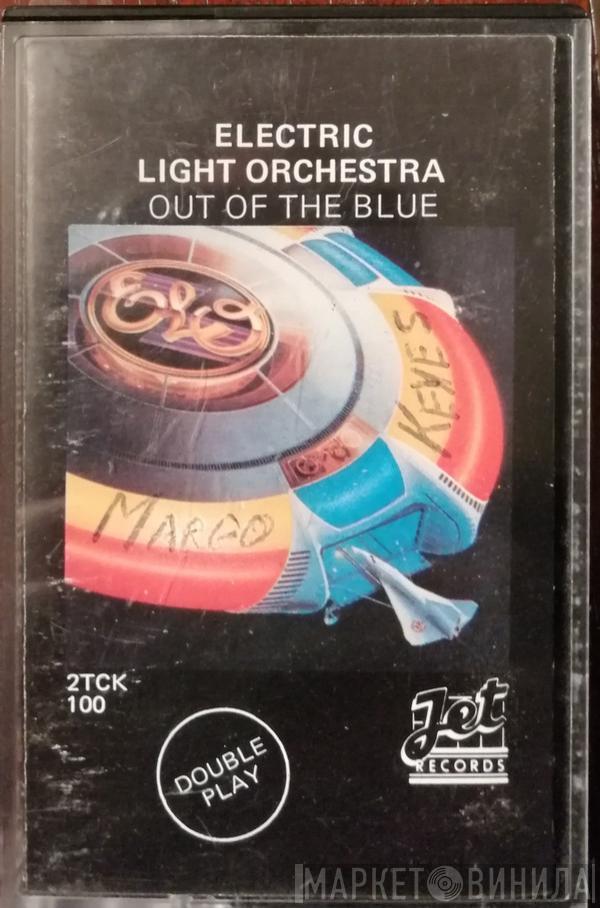 ELECTRIC
LIGHT ORCHESTRA
OUT OF THE BLUE
ELO
KEYES
MARGO
2TCK
100
DOUBLE
PLAY
Jet
RECORDS
МАРКЕТ ВИНИЛА